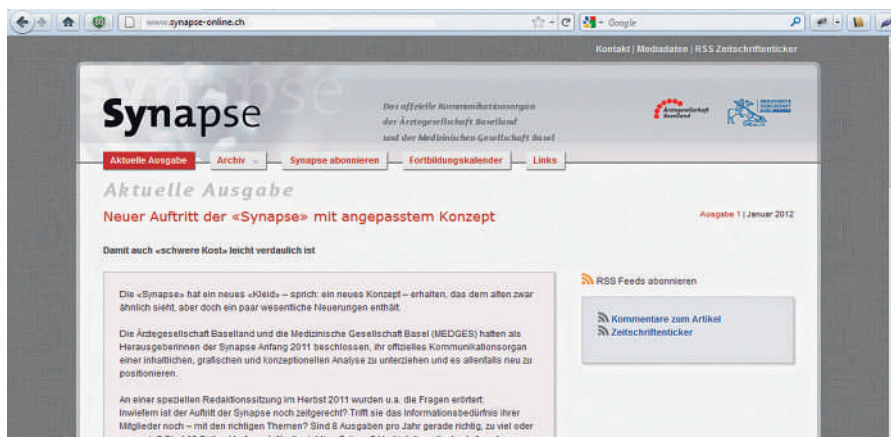 www.synapse-online.ch
Google
Kontakt | Mediadaten | RSS Zeitschriftenticker
Synapse
Das offizielle Kommunikationsorgan
der Ärztegesellschaft Baselland
und der Medizinischen Gesellschaft Basel
Ärztegesellschaft
Baselland
MEDIZINISCHE
GESELLSCHAFT
BASEL MEDGES
Aktuelle Ausgabe
Archiv
Synapse abonnieren
Fortbildungskalender
Links
Aktuelle Ausgabe
Neuer Auftritt der «Synapse» mit angepasstem Konzept
Ausgabe 1 | Januar 2012
Damit auch «schwere Kost» leicht verdaulich ist
Die «Synapse» hat ein neues «Kleid» – sprich: ein neues Konzept – erhalten, das dem alten zwar
ähnlich sieht, aber doch ein paar wesentliche Neuerungen enthält.
Die Ärztegesellschaft Baselland und die Medizinische Gesellschaft Basel (MEDGES) hatten als
Herausgeberinnen der Synapse Anfang 2011 beschlossen, ihr offizielles Kommunikationsorgan
einer inhaltlichen, grafischen und konzeptionellen Analyse zu unterziehen und es allenfalls neu zu
positionieren.
An einer speziellen Redaktionssitzung im Herbst 2011 wurden u.a. die Fragen erörtert:
Inwiefern ist der Auftritt der Synapse noch zeitgerecht? Trifft sie das Informationsbedürfnis ihrer
Mitglieder noch – mit den richtigen Themen? Sind 8 Ausgaben pro Jahr gerade richtig, zu viel oder
RSS Feeds abonnieren
Kommentare zum Artikel
Zeitschriftenticker